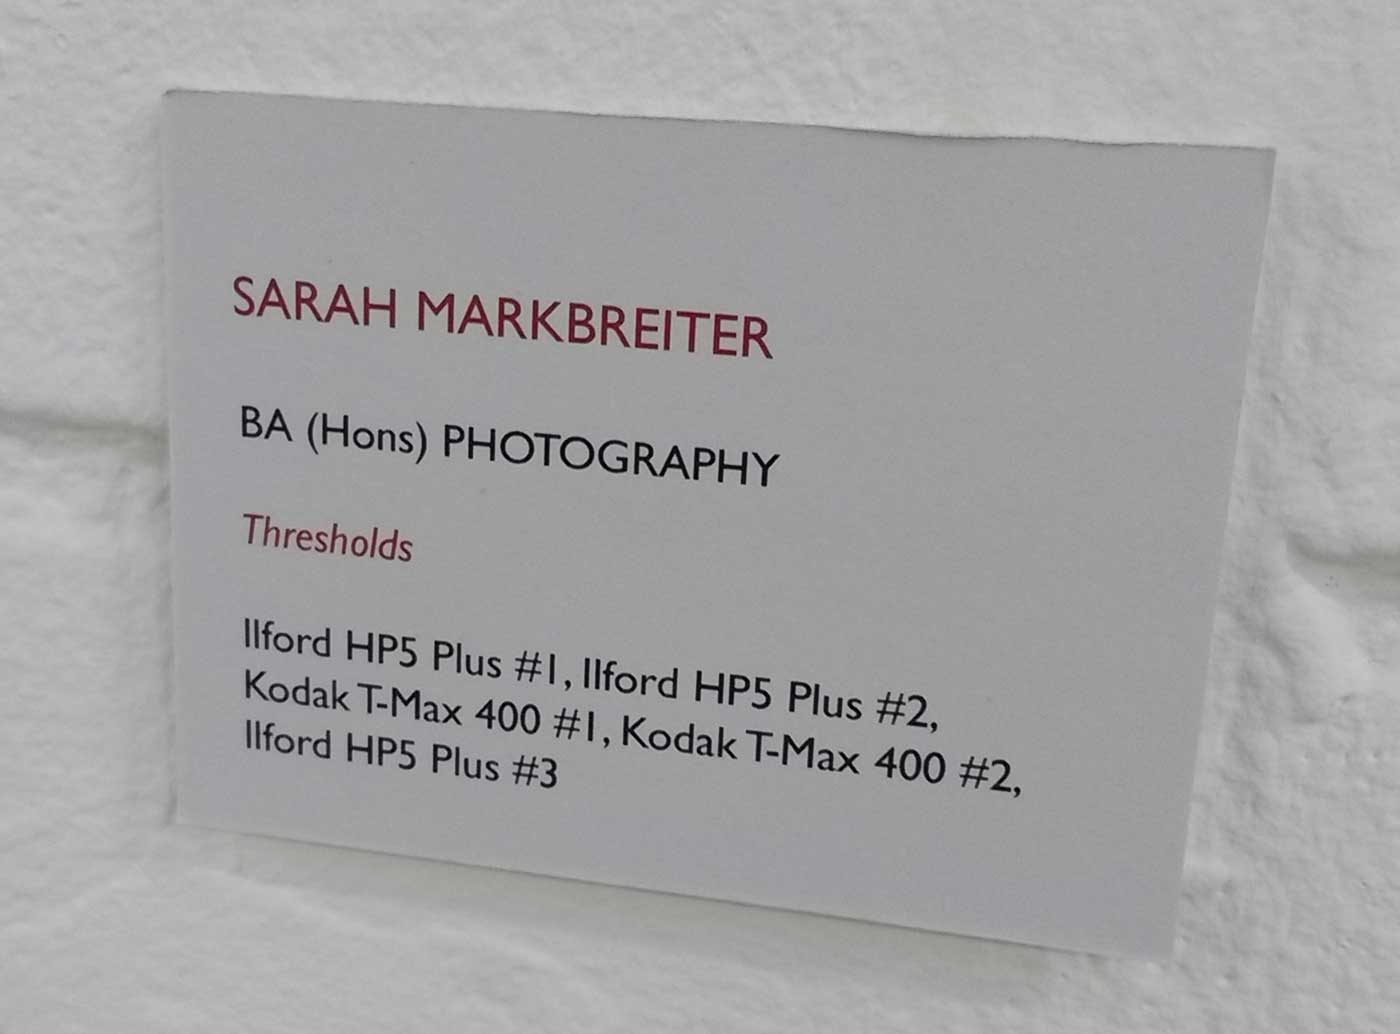 SARAH MARKBREITER
BA (Hons) PHOTOGRAPHY
Thresholds
Ilford HP5 Plus #1, Ilford HP5 Plus #2,
Kodak T-Max 400 #1, Kodak T-Max 400 #2,
Ilford HP5 Plus #3